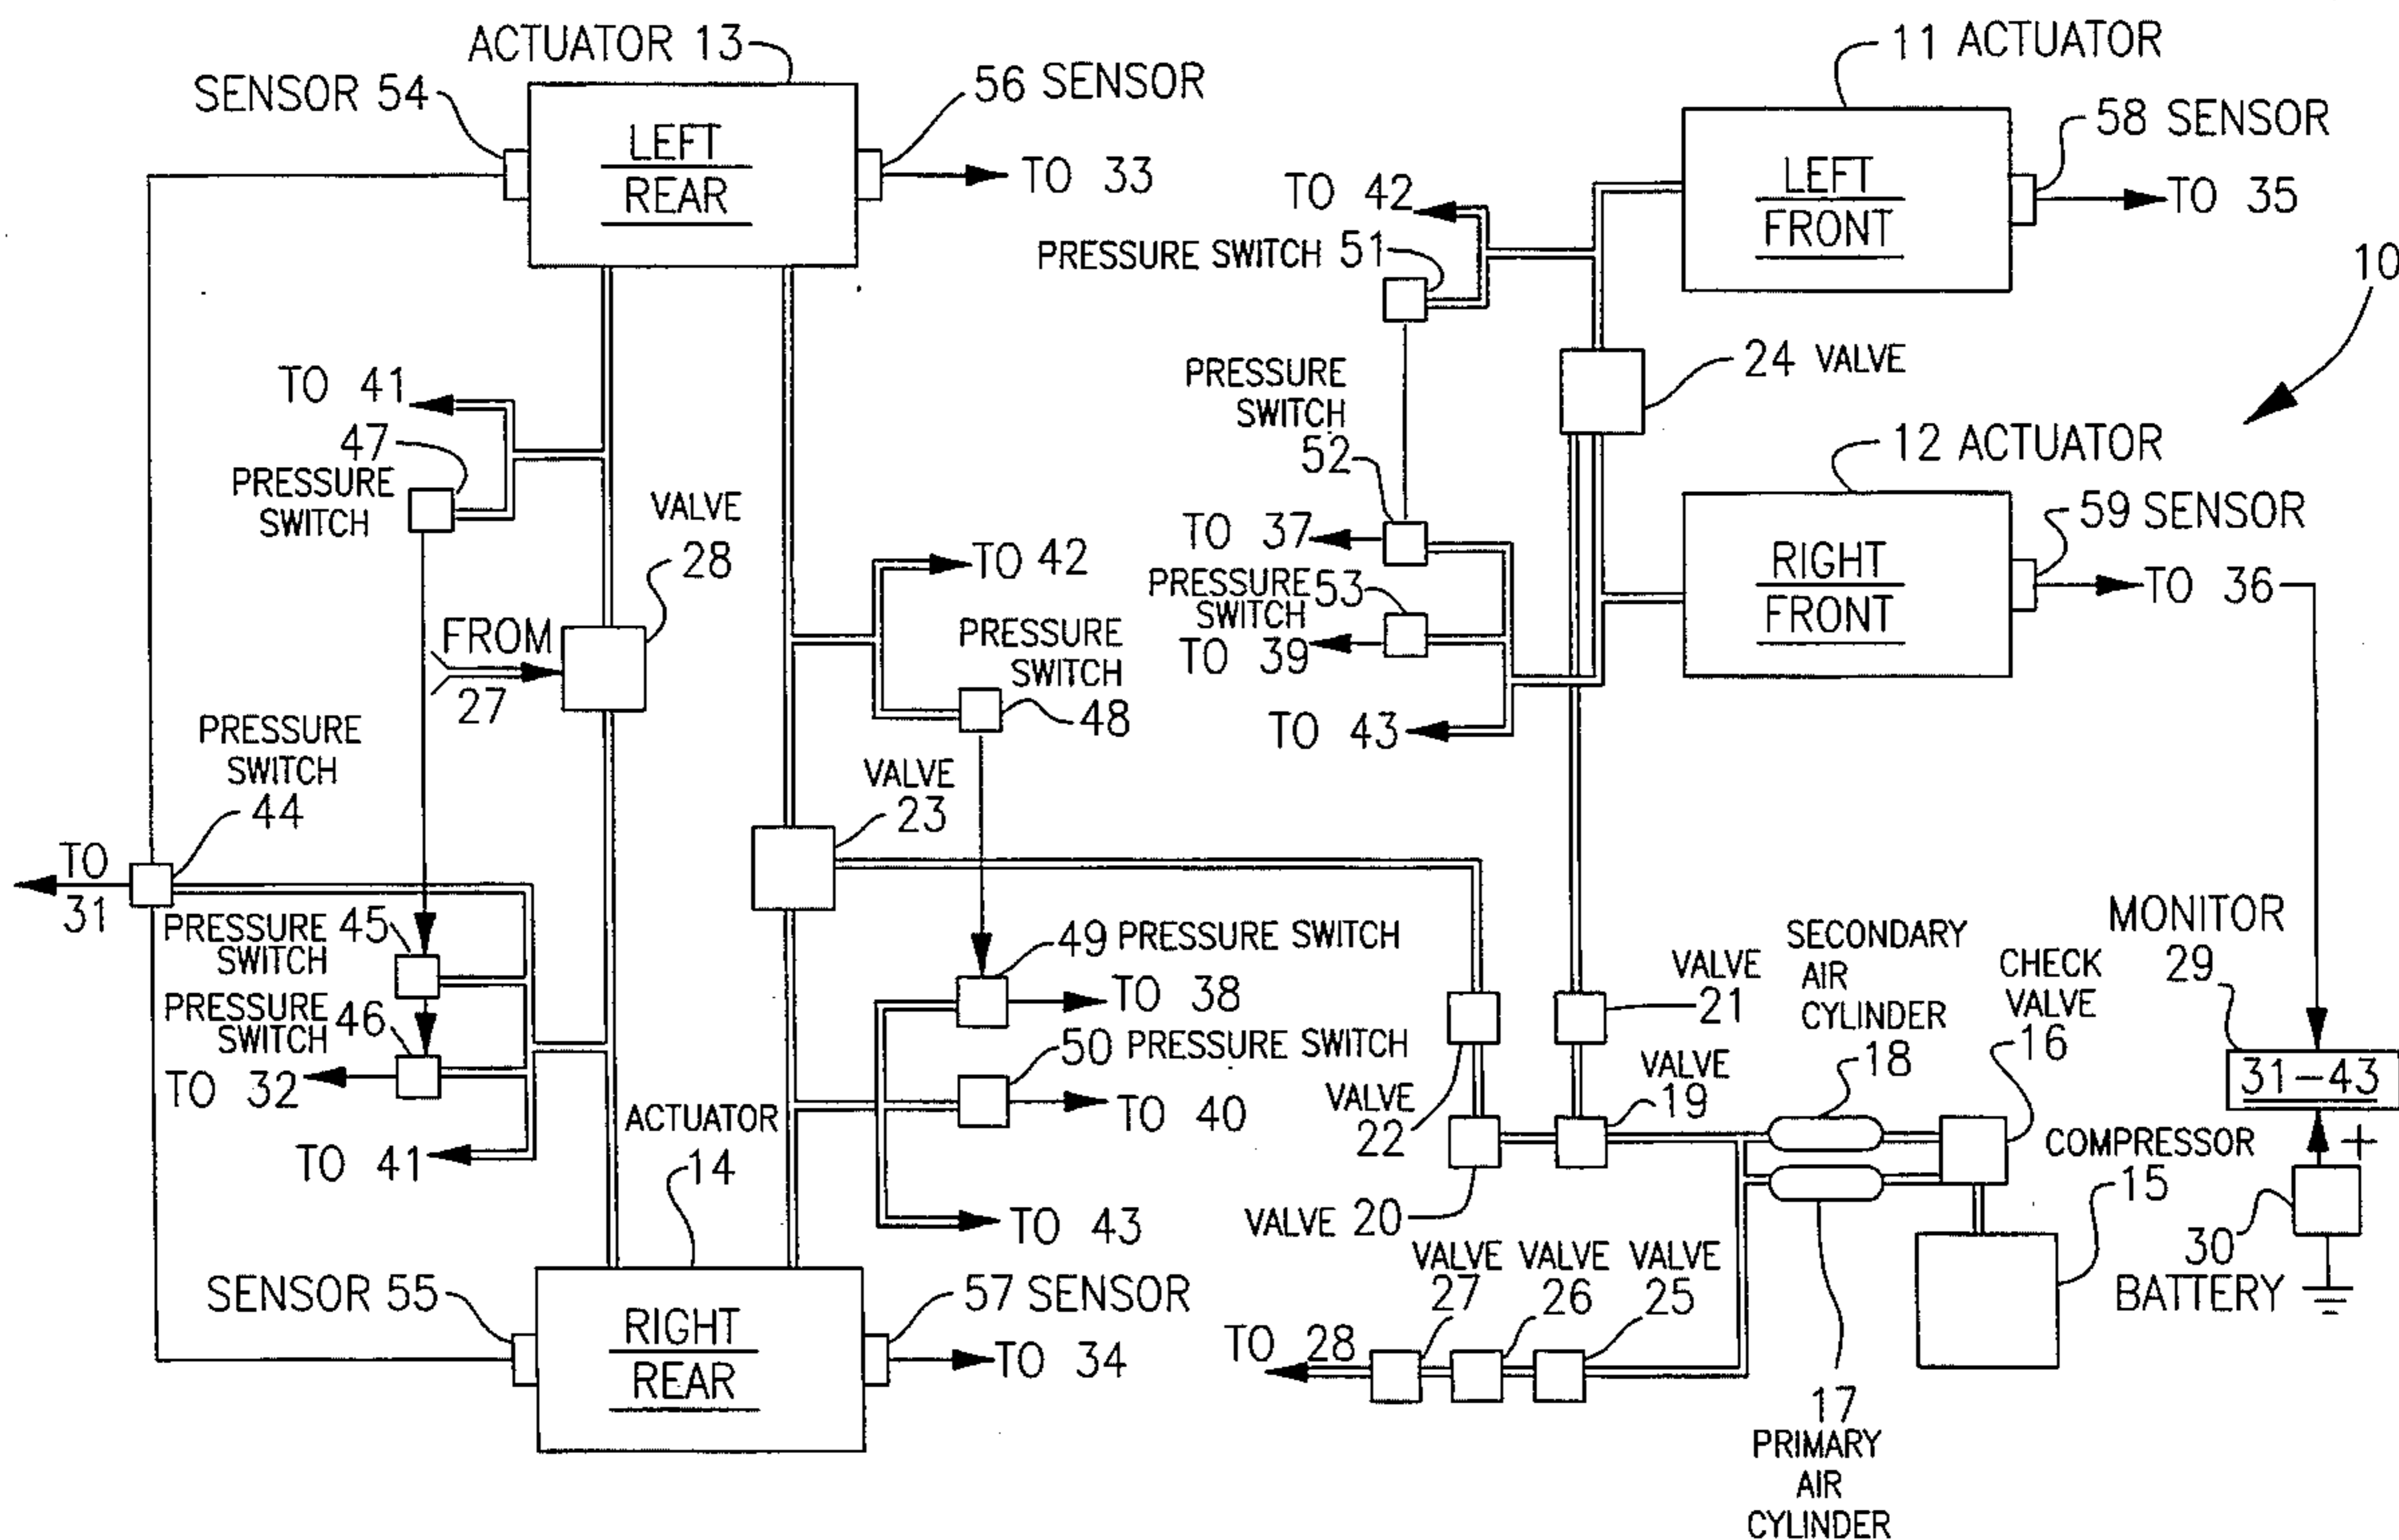 ACTUATOR 13
SENSOR 54
56 SENSOR
LEFT
REAR
TO 33
11 ACTUATOR
58 SENSOR
LEFT
FRONT
TO 35
TO 42
PRESSURE SWITCH 51
10
24 VALVE
PRESSURE
SWITCH
52
TO 41
47
PRESSURE
SWITCH
VALVE
28
12 ACTUATOR
59 SENSOR
RIGHT
FRONT
TO 36
TO 37
PRESSURE
SWITCH 53
TO 39
TO 43
TO 42
PRESSURE
SWITCH
48
FROM
27
PRESSURE
SWITCH
44
VALVE
23
TO
31
PRESSURE
SWITCH 45
PRESSURE
SWITCH 46
TO 32
TO 41
49 PRESSURE SWITCH
TO 38
50 PRESSURE SWITCH
TO 40
TO 43
ACTUATOR
14
SENSOR 55
57 SENSOR
RIGHT
REAR
TO 34
VALVE
21
VALVE
22
VALVE
19
VALVE 20
SECONDARY
AIR
CYLINDER
18
CHECK
VALVE
16
MONITOR
29
31-43
COMPRESSOR
15
+
30
BATTERY
VALVE VALVE VALVE
27 26 25
TO 28
17
PRIMARY
AIR
CYLINDER